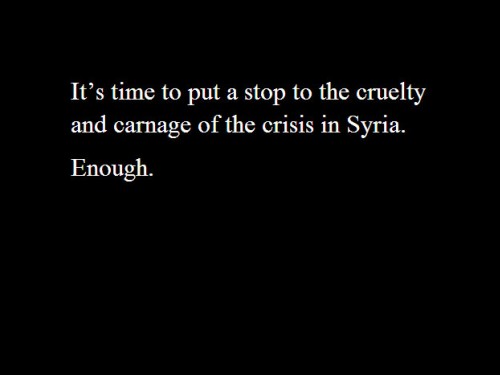 It’s time to put a stop to the cruelty
and carnage of the crisis in Syria.
Enough.